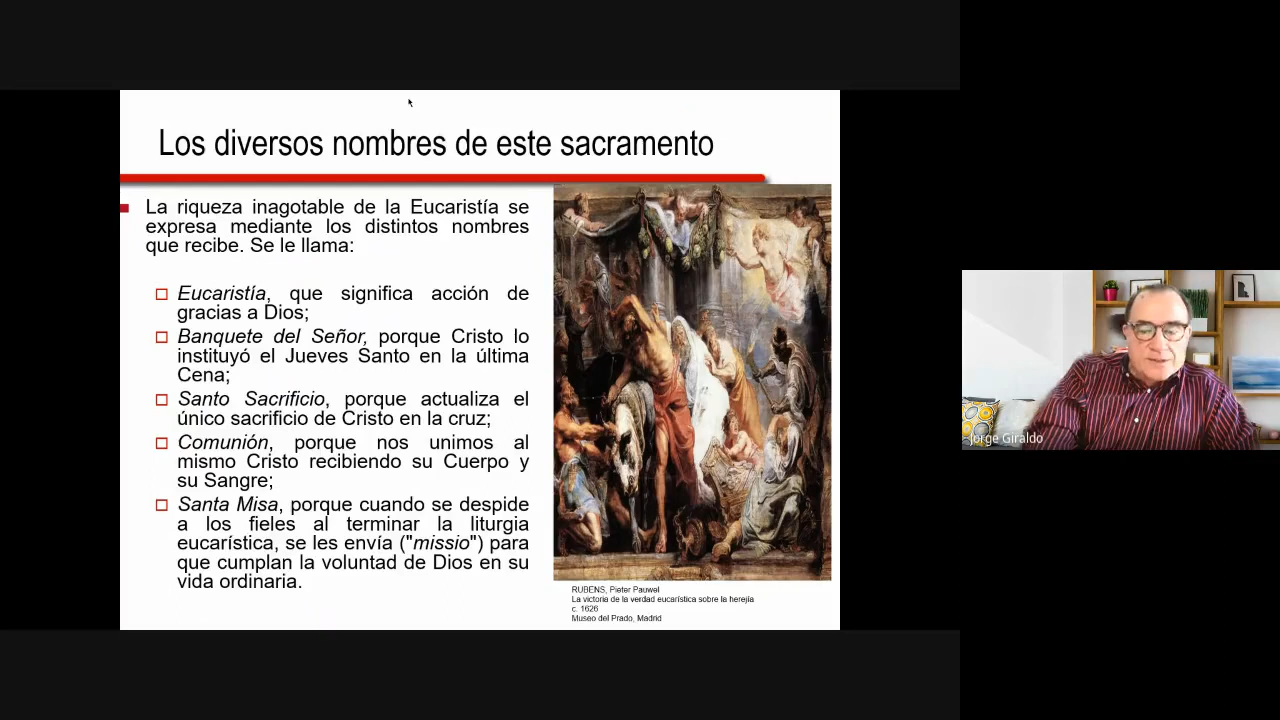 Los diversos nombres de este sacramento
La riqueza inagotable de la Eucaristía se
expresa mediante los distintos nombres
que recibe. Se le llama:
Eucaristía, que significa acción de
gracias a Dios;
Banquete del Señor, porque Cristo lo
instituyó el Jueves Santo en la última
Cena;
Santo Sacrificio, porque actualiza el
único sacrificio de Cristo en la cruz;
Comunión, porque nos unimos al
mismo Cristo recibiendo su Cuerpo y
su Sangre;
Santa Misa, porque cuando se despide
a los fieles al terminar la liturgia
eucarística, se les envía ("missio") para
que cumplan la voluntad de Dios en su
vida ordinaria.
RUBENS, Pieter Pauwel
La victoria de la verdad eucarística sobre la herejía
c. 1626
Museo del Prado, Madrid
Jorge Giraldo